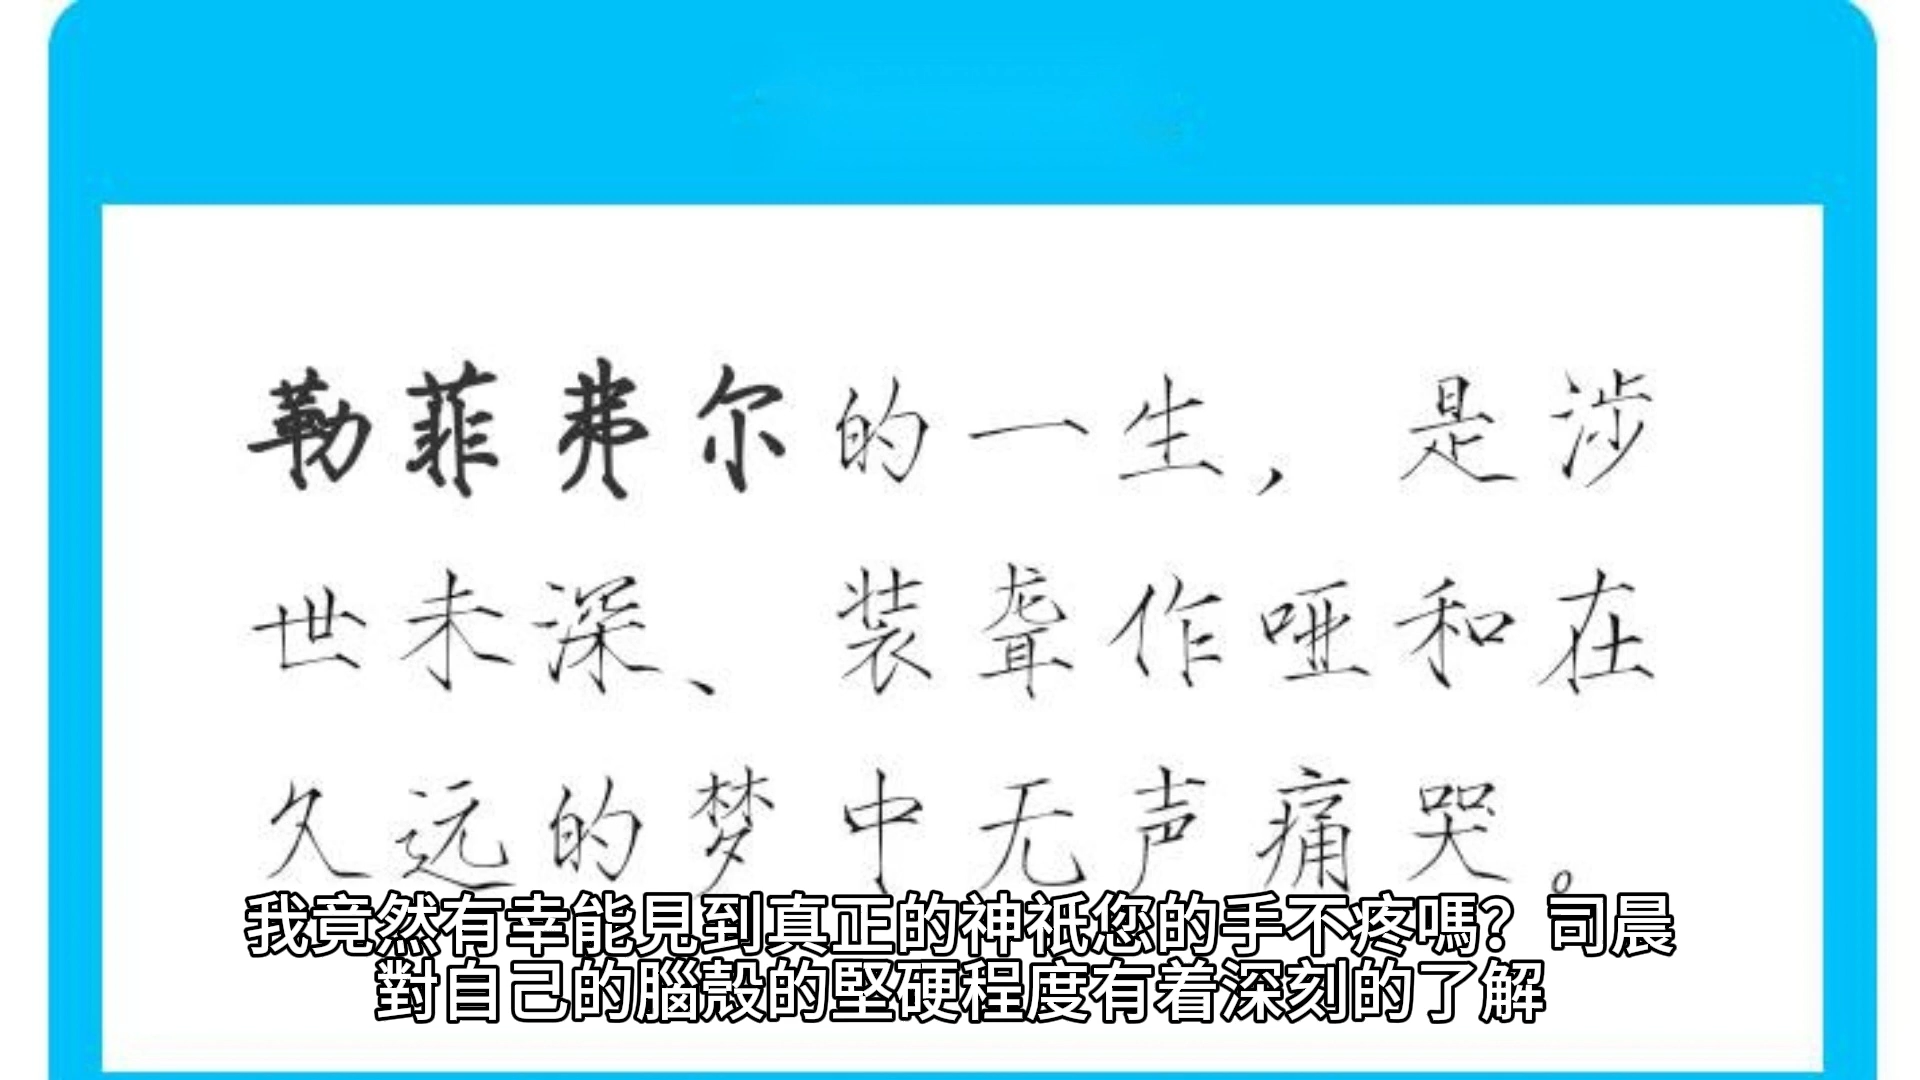 勒菲弗尔的一生，是涉
世未深、装聋作哑和在
久远的梦中无声痛哭。
我竟然有幸能見到真正的神祇您的手不疼嗎？司晨
對自己的腦殼的堅硬程度有着深刻的了解